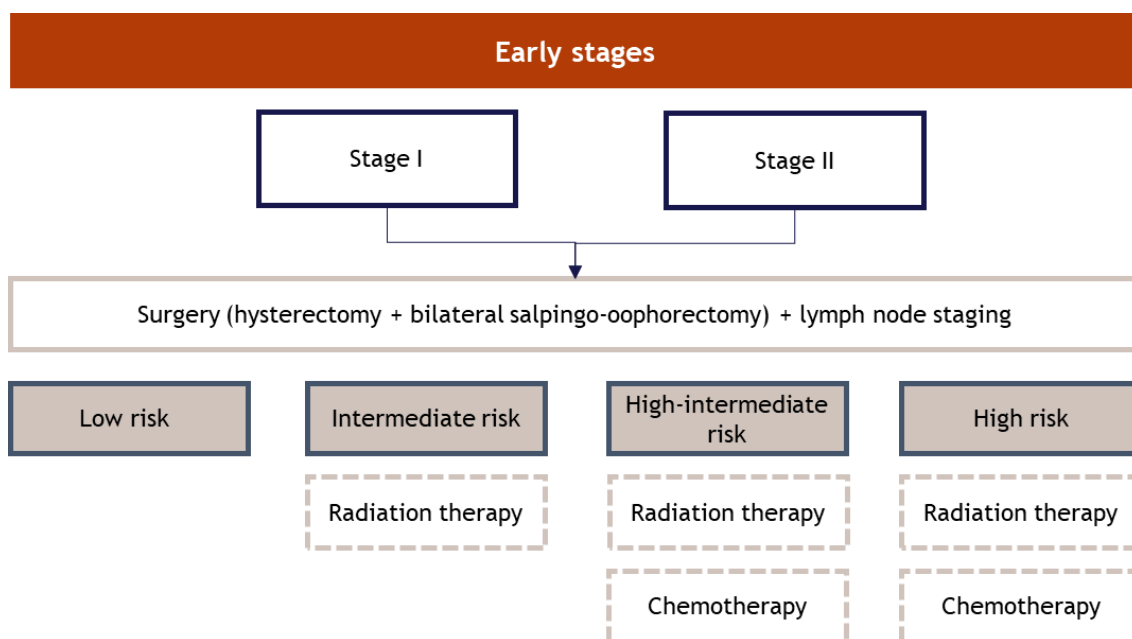 Early stages
Stage I
Stage II
Surgery (hysterectomy + bilateral salpingo-oophorectomy) + lymph node staging
Low risk
Intermediate risk
High-intermediate
risk
High risk
Radiation therapy
Radiation therapy
Radiation therapy
Chemotherapy
Chemotherapy